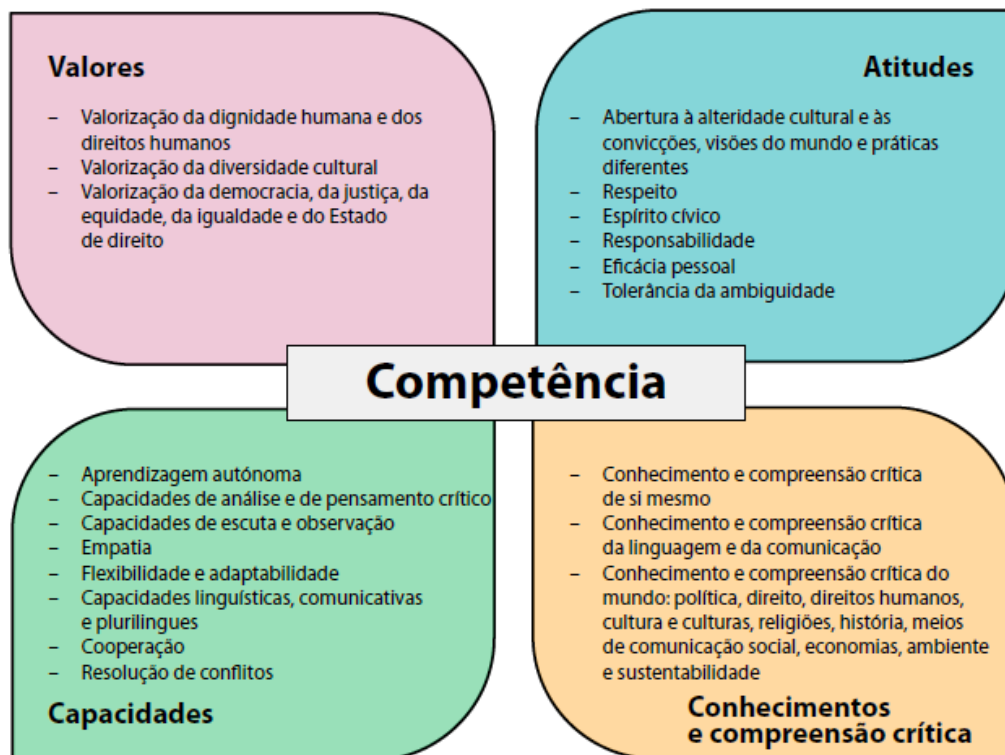 Valores
– Valorização da dignidade humana e dos
direitos humanos
– Valorização da diversidade cultural
– Valorização da democracia, da justiça, da
equidade, da igualdade e do Estado
de direito
Atitudes
– Abertura à alteridade cultural e às
convicções, visões do mundo e práticas
diferentes
– Respeito
– Espírito cívico
– Responsabilidade
– Eficácia pessoal
– Tolerância da ambiguidade
Competência
– Aprendizagem autónoma
– Capacidades de análise e de pensamento crítico
– Capacidades de escuta e observação
– Empatia
– Flexibilidade e adaptabilidade
– Capacidades linguísticas, comunicativas
e plurilingues
– Cooperação
– Resolução de conflitos
Capacidades
– Conhecimento e compreensão crítica
de si mesmo
– Conhecimento e compreensão crítica
da linguagem e da comunicação
– Conhecimento e compreensão crítica do
mundo: política, direito, direitos humanos,
cultura e culturas, religiões, história, meios
de comunicação social, economias, ambiente
e sustentabilidade
Conhecimentos
e compreensão crítica